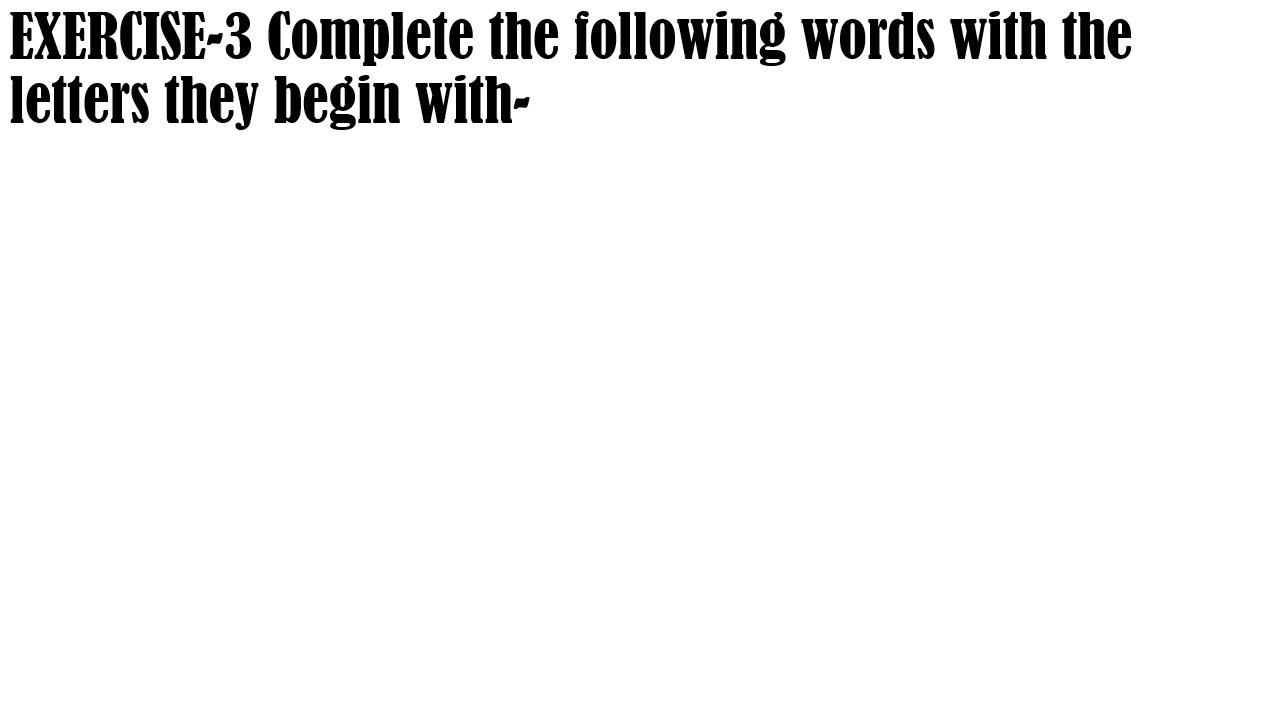 EXERCISE-3 Complete the following words with the
letters they begin with-